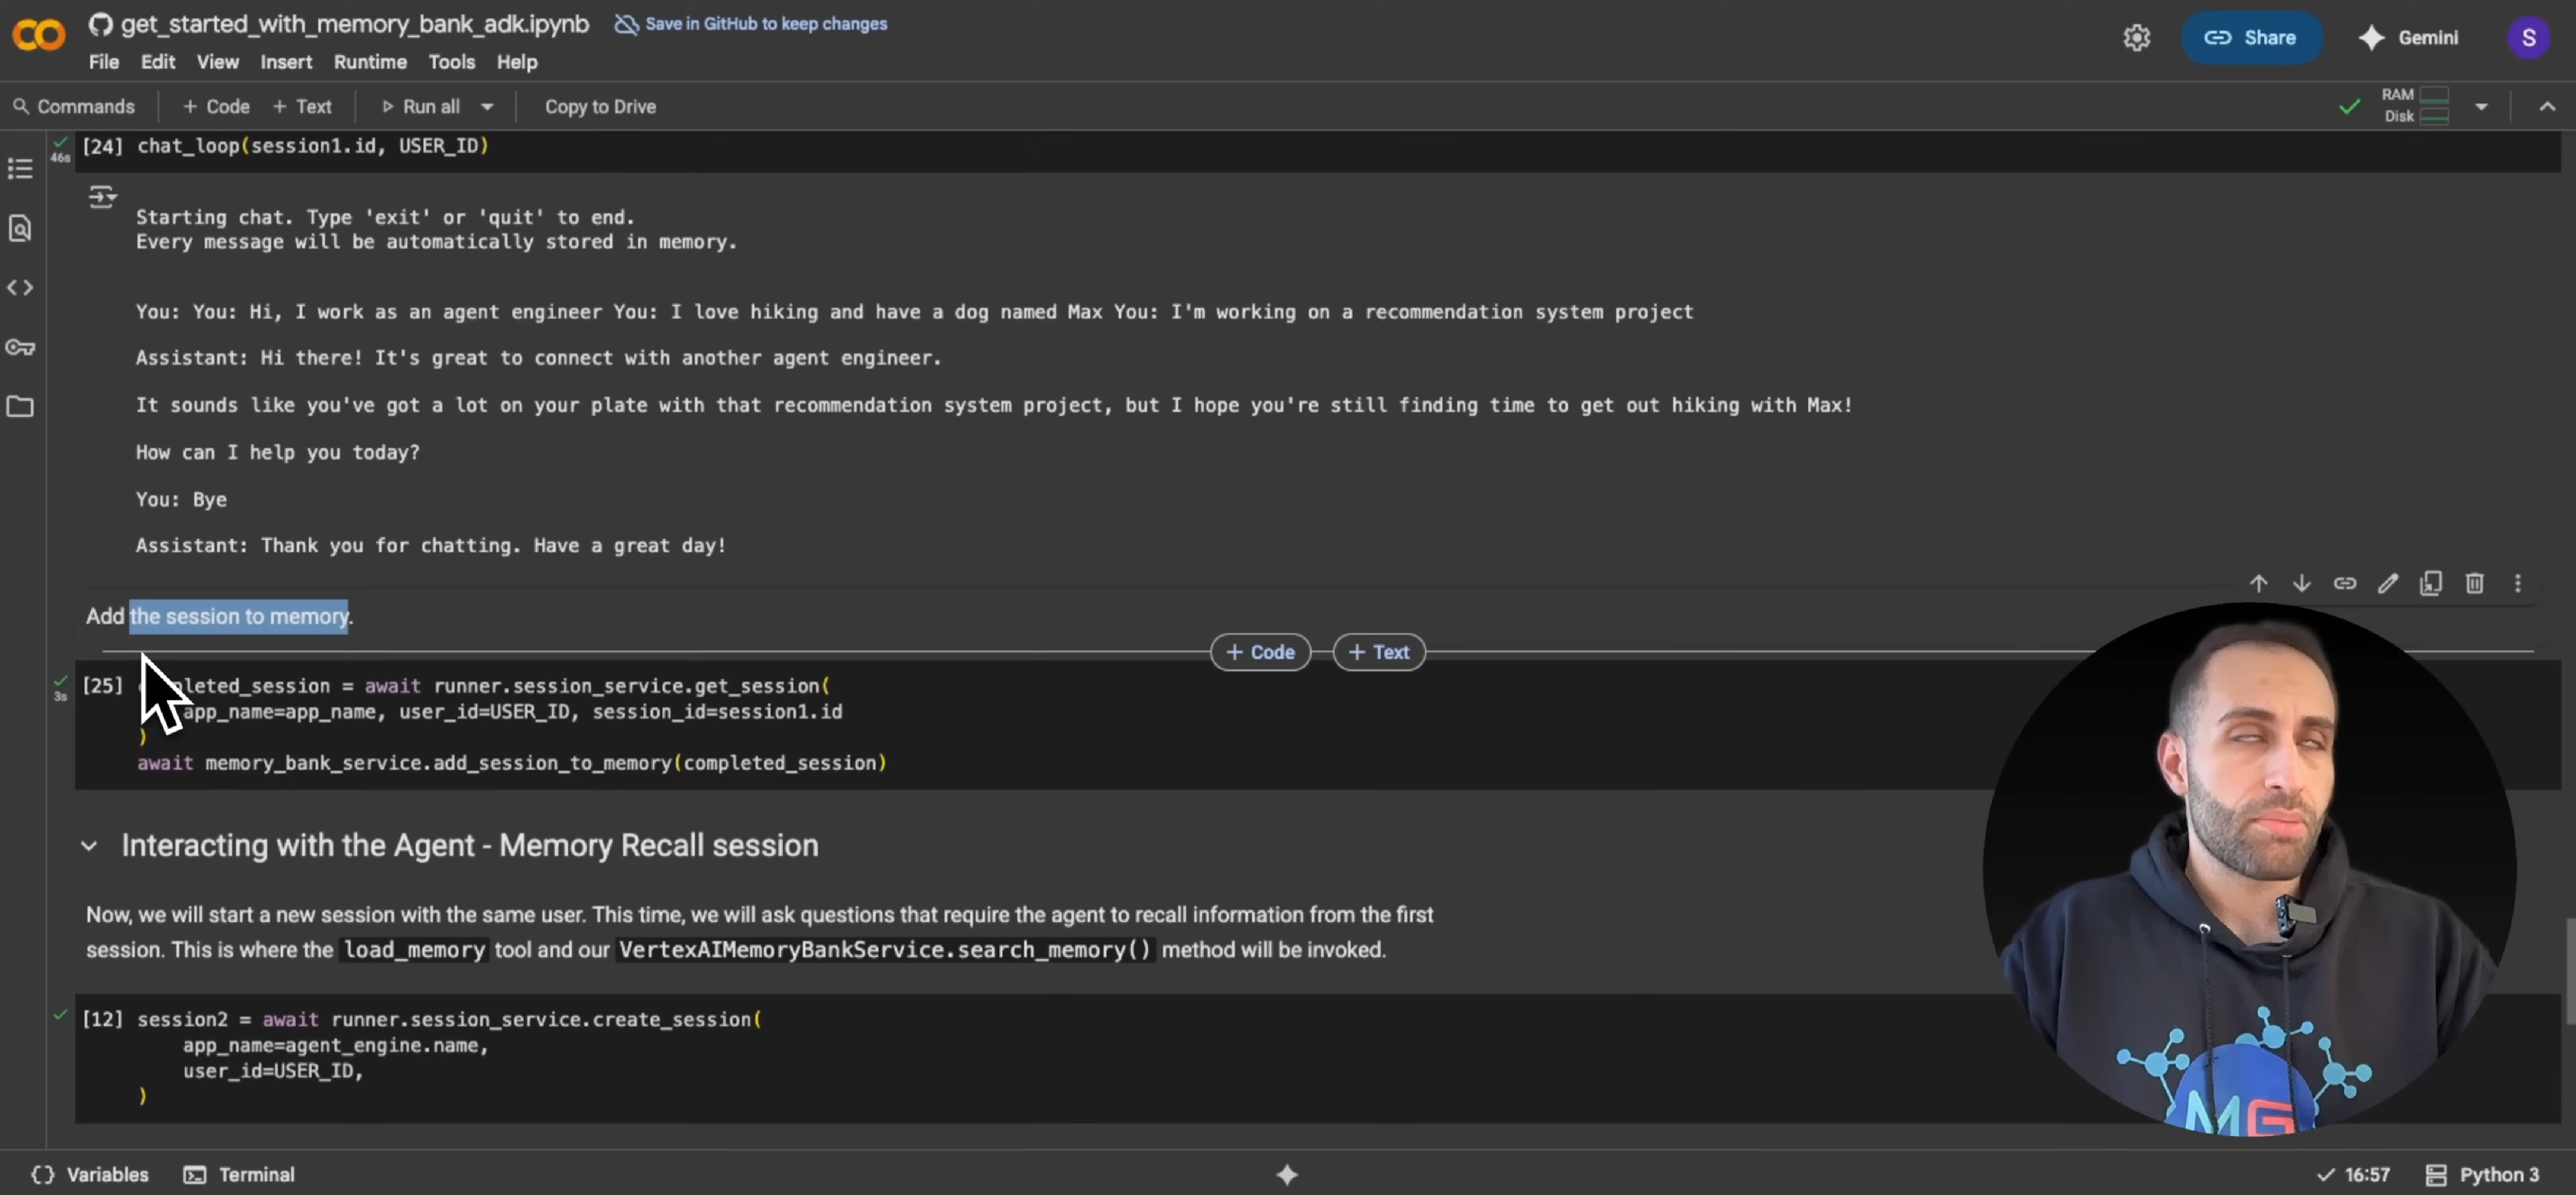 get_started_with_memory_bank_adk.ipynb
Save in GitHub to keep changes
Share
Gemini
S
File Edit View Insert Runtime Tools Help
Commands + Code + Text Run all Copy to Drive
RAM
Disk
46s
[24] chat_loop(session1.id, USER_ID)
Starting chat. Type 'exit' or 'quit' to end.
Every message will be automatically stored in memory.
You: You: Hi, I work as an agent engineer You: I love hiking and have a dog named Max You: I'm working on a recommendation system project
Assistant: Hi there! It's great to connect with another agent engineer.
It sounds like you've got a lot on your plate with that recommendation system project, but I hope you're still finding time to get out hiking with Max!
How can I help you today?
You: Bye
Assistant: Thank you for chatting. Have a great day!
Add the session to memory.
+ Code + Text
3s
[25] pleted_session = await runner.session_service.get_session(
app_name=app_name, user_id=USER_ID, session_id=session1.id
)
await memory_bank_service.add_session_to_memory(completed_session)
Interacting with the Agent - Memory Recall session
Now, we will start a new session with the same user. This time, we will ask questions that require the agent to recall information from the first
session. This is where the load_memory tool and our VertexAIMemoryBankService.search_memory() method will be invoked.
[12] session2 = await runner.session_service.create_session(
app_name=agent_engine.name,
user_id=USER_ID,
)
MG
Variables Terminal
16:57 Python 3